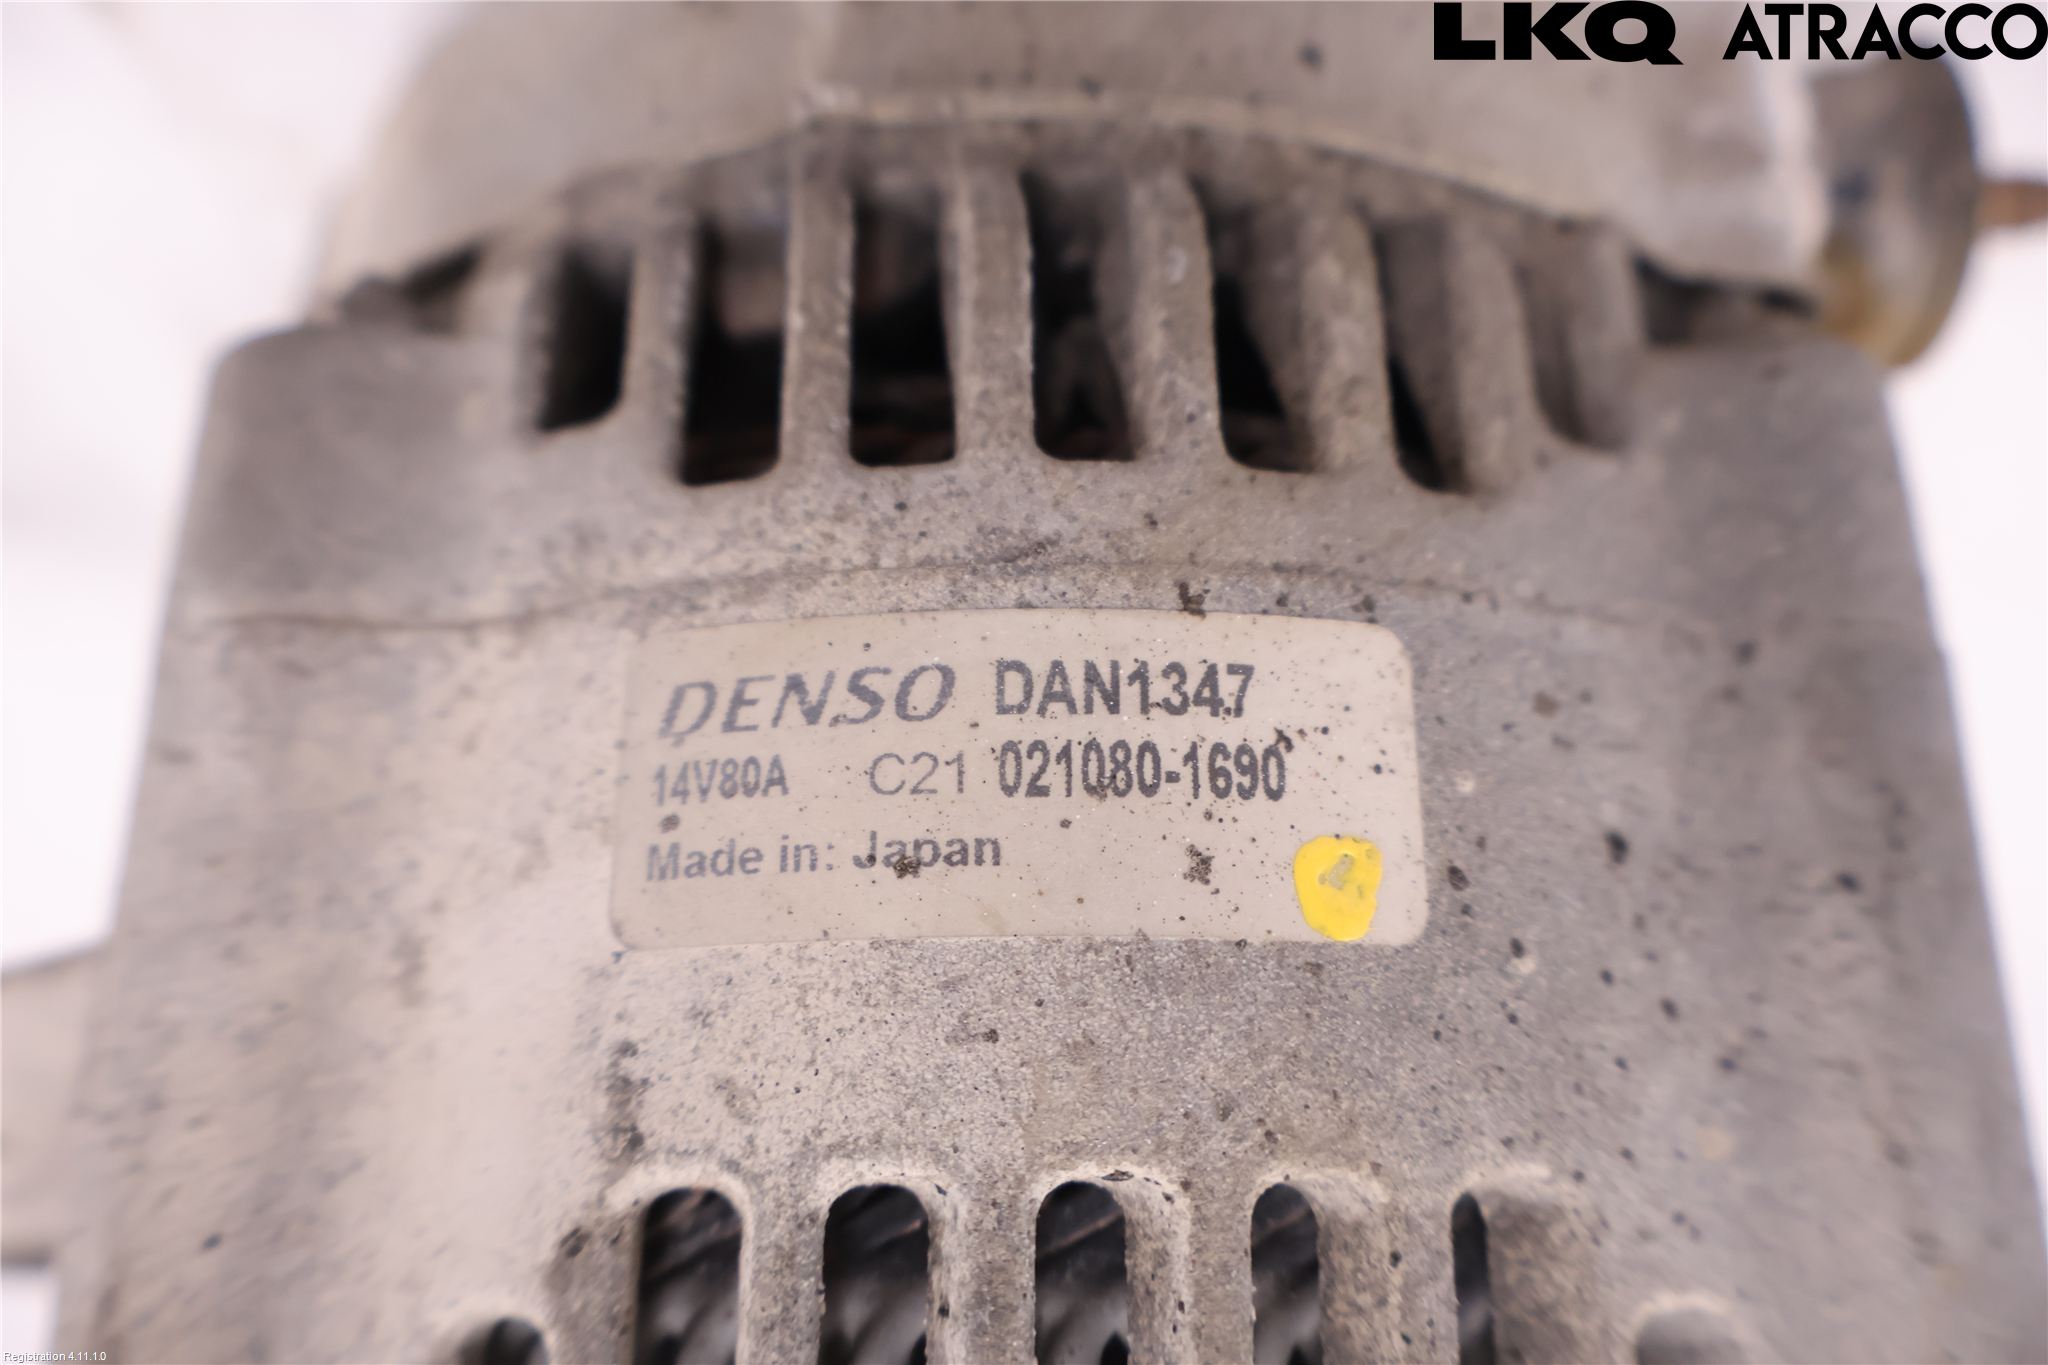 LKQ ATRACCO
DENSO DAN1347
14V80A C21 021080-1690
Made in: Japan
Registration 4.11.1.0